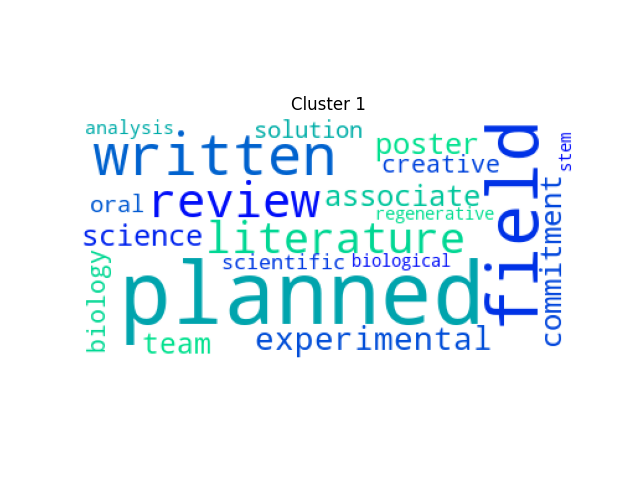 Cluster 1
analysis
solution
written
poster
creative
field
stem
oral
review
associate
regenerative
science
literature
commitment
scientific
biological
biology
planned
team
experimental